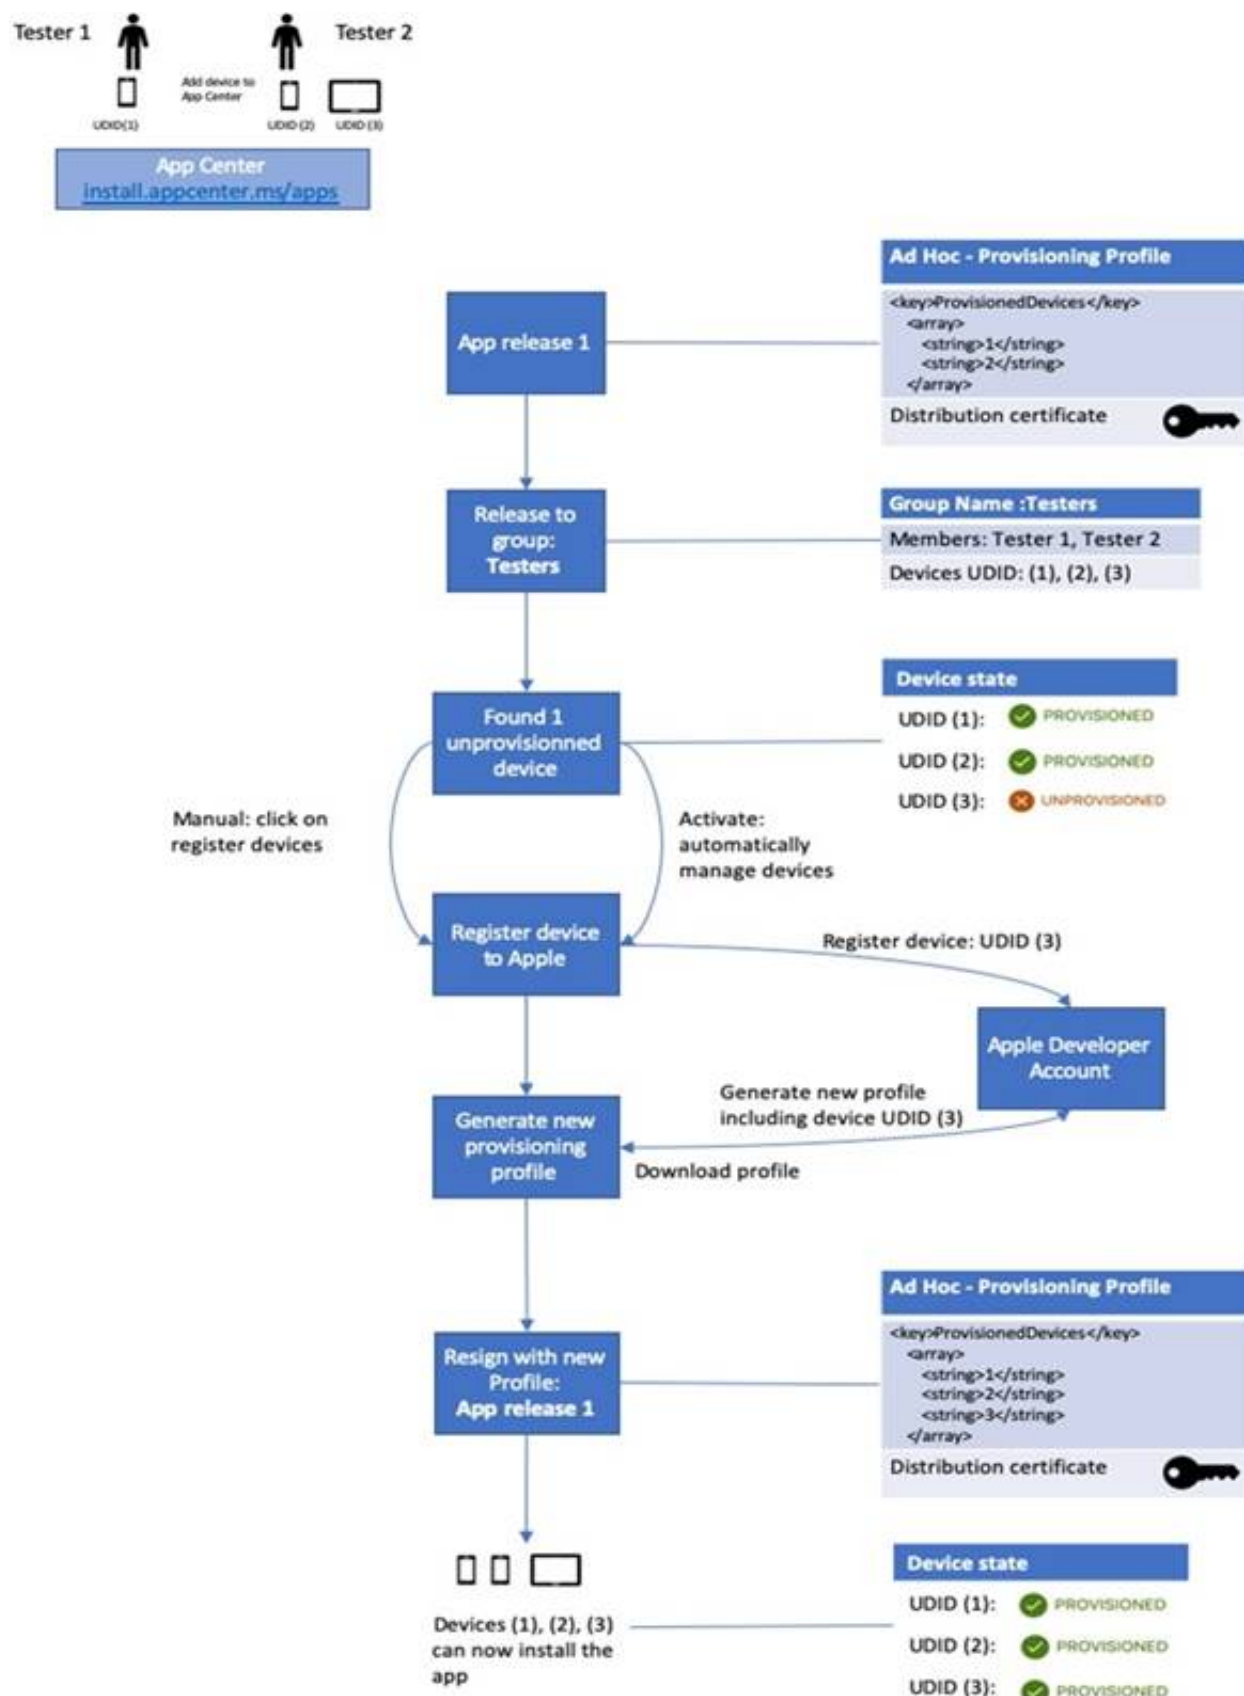 Tester 1
Tester 2
Add device to
App Center
UDID(1)
UDID (2)
UDID (3)
App Center
install.appcenter.ms/apps
Ad Hoc - Provisioning Profile
<key>ProvisionedDevices</key>
<array>
<string>1</string>
<string>2</string>
</array>
Distribution certificate
App release 1
Release to
group:
Testers
Group Name :Testers
Members: Tester 1, Tester 2
Devices UDID: (1), (2), (3)
Found 1
unprovisionned
device
Device state
UDID (1): PROVISIONED
UDID (2): PROVISIONED
UDID (3): UNPROVISIONED
Manual: click on
register devices
Activate:
automatically
manage devices
Register device
to Apple
Register device: UDID (3)
Apple Developer
Account
Generate new profile
including device UDID (3)
Generate new
provisioning
profile
Download profile
Ad Hoc - Provisioning Profile
<key>ProvisionedDevices</key>
<array>
<string>1</string>
<string>2</string>
<string>3</string>
</array>
Distribution certificate
Resign with new
Profile:
App release 1
Devices (1), (2), (3)
can now install the
app
Device state
UDID (1): PROVISIONED
UDID (2): PROVISIONED
UDID (3): PROVISIONED